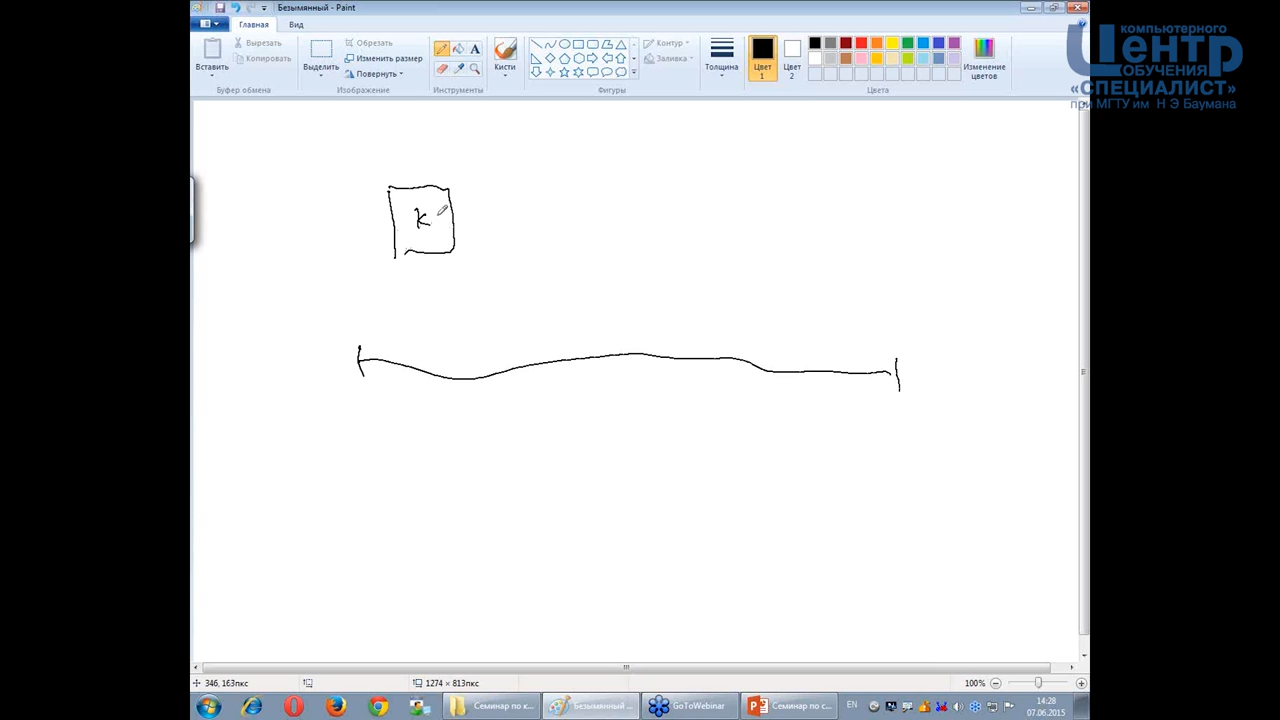 Безымянный - Paint
компьютерного
Центр
ОБУЧЕНИЯ
«СПЕЦИАЛИСТ»
при МГТУ им Н Э Баумана
Главная Вид
Вставить
Вырезать
Копировать
Буфер обмена
Выделить
Обрезать
Изменить размер
Повернуть
Изображение
A
Инструменты
Кисти
Контур
Заливка
Фигуры
Толщина
Цвет 1
Цвет 2
Изменение цветов
Цвета
к
346, 163пкс
1274 × 813пкс
100%
Семинар по к...
Безымянный ...
GoToWebinar
Семинар по с...
EN
14:28
07.06.2015